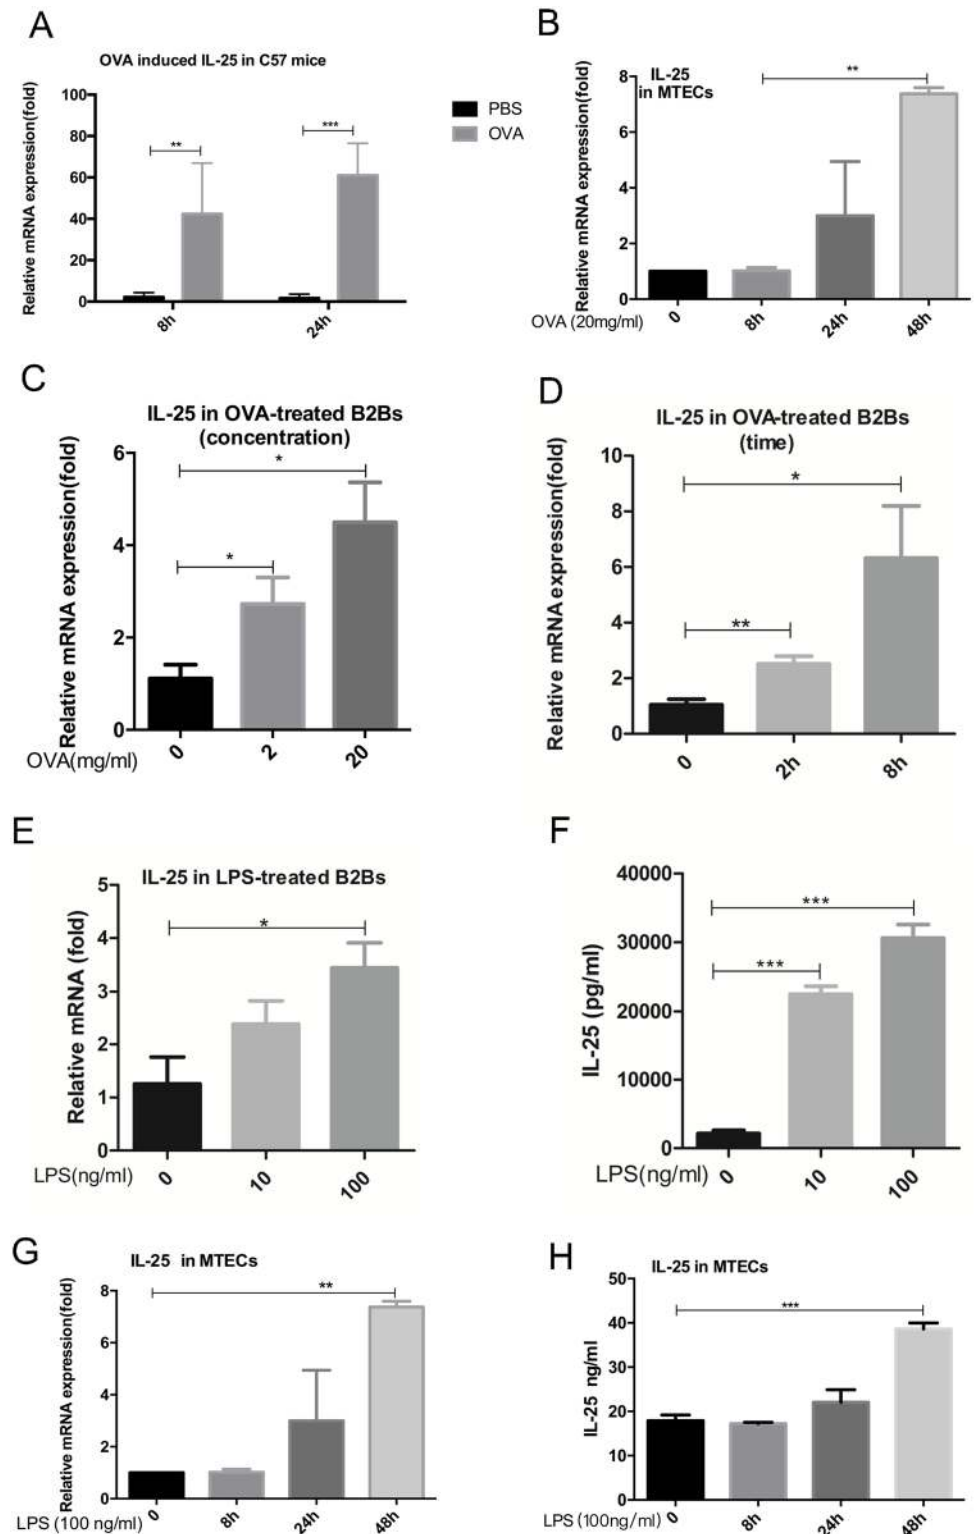 A
OVA induced IL-25 in C57 mice
Relative mRNA expression(fold)
100
80
60
40
20
0
**
***
8h
24h
PBS
OVA
B
IL-25
in MTECs
Relative mRNA expression(fold)
8
6
4
2
0
**
OVA (20mg/ml)
0
8h
24h
48h
C
IL-25 in OVA-treated B2Bs
(concentration)
Relative mRNA expression(fold)
6
4
2
0
*
*
OVA(mg/ml)
0
2
20
D
IL-25 in OVA-treated B2Bs
(time)
Relative mRNA expression(fold)
10
8
6
4
2
0
*
**
0
2h
8h
E
IL-25 in LPS-treated B2Bs
Relative mRNA (fold)
5
4
3
2
1
0
*
LPS(ng/ml)
0
10
100
F
IL-25 (pg/ml)
40000
30000
20000
10000
0
***
***
LPS(ng/ml)
0
10
100
G
IL-25 in MTECs
Relative mRNA expression(fold)
8
6
4
2
0
**
LPS (100 ng/ml)
0
8h
24h
48h
H
IL-25 in MTECs
IL-25 ng/ml
50
40
30
20
10
0
***
LPS (100ng/ml)
0
8h
24h
48h